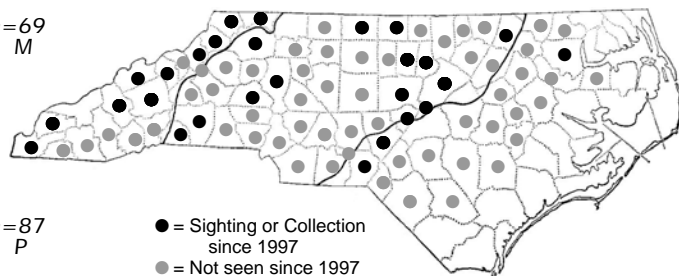 =69
M
=87
P
● = Sighting or Collection
since 1997
● = Not seen since 1997